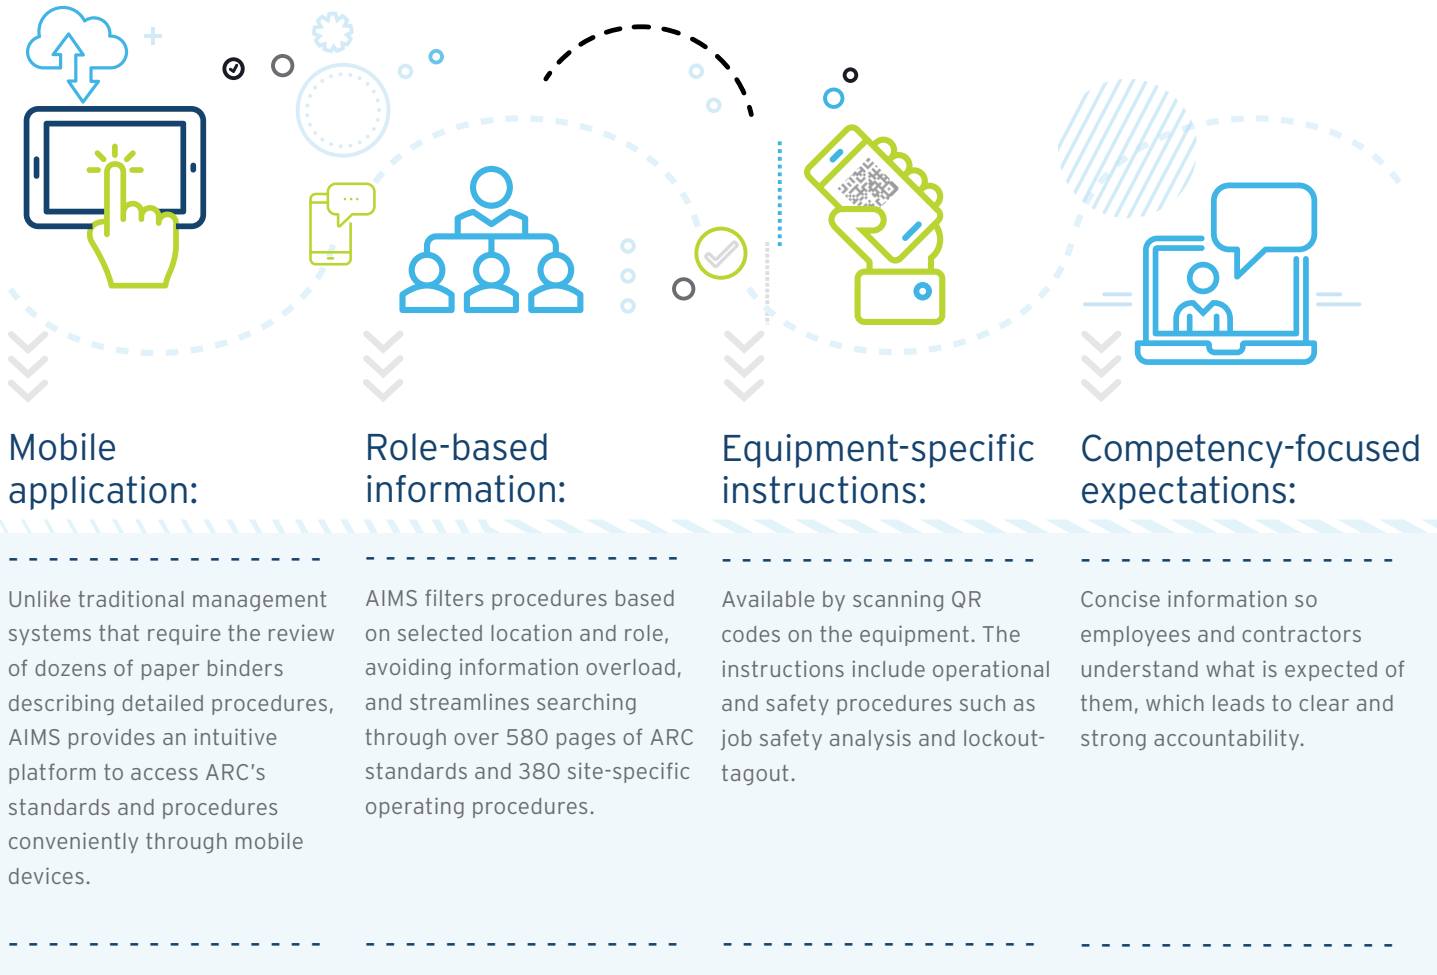 Mobile
application:
Unlike traditional management
systems that require the review
of dozens of paper binders
describing detailed procedures,
AIMS provides an intuitive
platform to access ARC's
standards and procedures
conveniently through mobile
devices.
Role-based
information:
AIMS filters procedures based
on selected location and role,
avoiding information overload,
and streamlines searching
through over 580 pages of ARC
standards and 380 site-specific
operating procedures.
Equipment-specific
instructions:
Available by scanning QR
codes on the equipment. The
instructions include operational
and safety procedures such as
job safety analysis and lockout-
tagout.
Competency-focused
expectations:
Concise information so
employees and contractors
understand what is expected of
them, which leads to clear and
strong accountability.